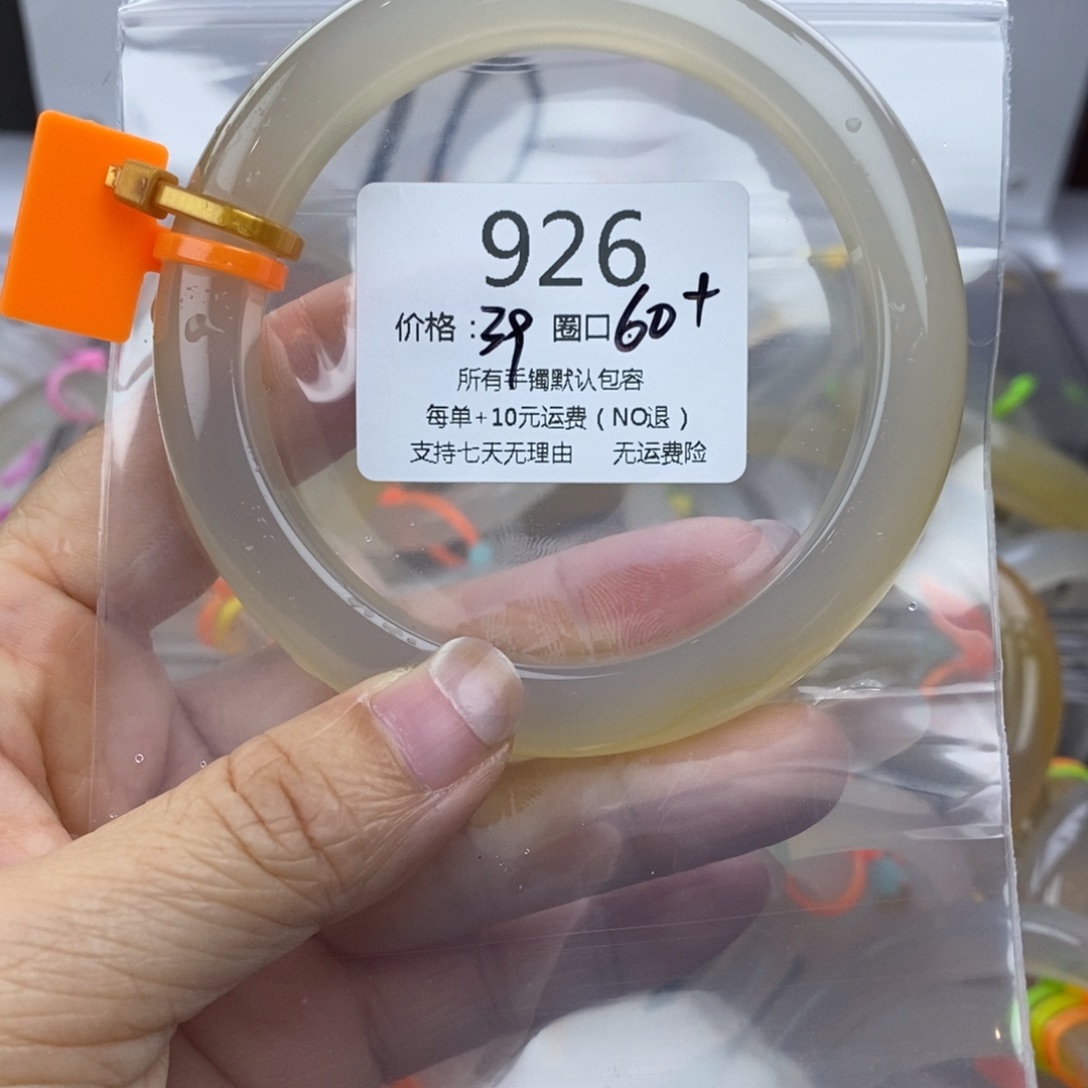 926
价格：39 圈口60+
所有手镯默认包容
每单+10元运费（NO退）
支持七天无理由 无运费险